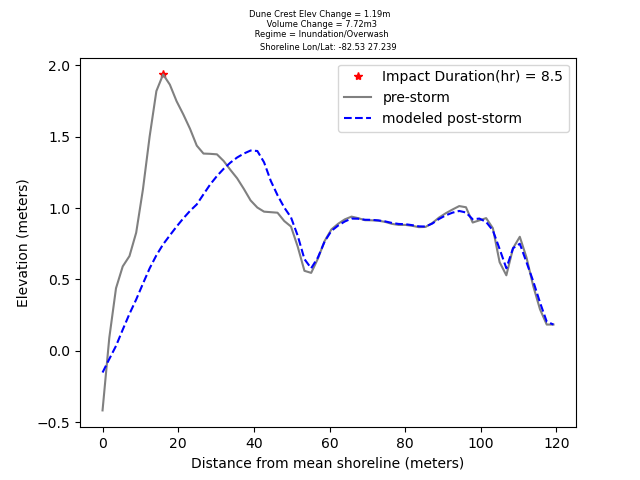 Dune Crest Elev Change = 1.19m
Volume Change = 7.72m3
Regime = Inundation/Overwash
Shoreline Lon/Lat: -82.53 27.239
Impact Duration(hr) = 8.5
pre-storm
modeled post-storm
Elevation (meters)
2.0
1.5
1.0
0.5
0.0
−0.5
0 20 40 60 80 100 120
Distance from mean shoreline (meters)